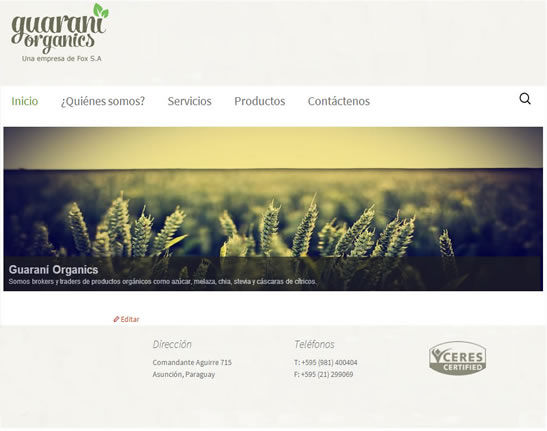 guarani
organics
Una empresa de Fox S.A
Inicio ¿Quiénes somos? Servicios Productos Contáctenos
Guarani Organics
Somos brokers y traders de productos orgánicos como azúcar, melaza, chia, stevia y cáscaras de cítricos.
Editar
Dirección
Comandante Aguirre 715
Asunción, Paraguay
Teléfonos
T: +595 (981) 400404
F: +595 (21) 299069
CERES
CERTIFIED